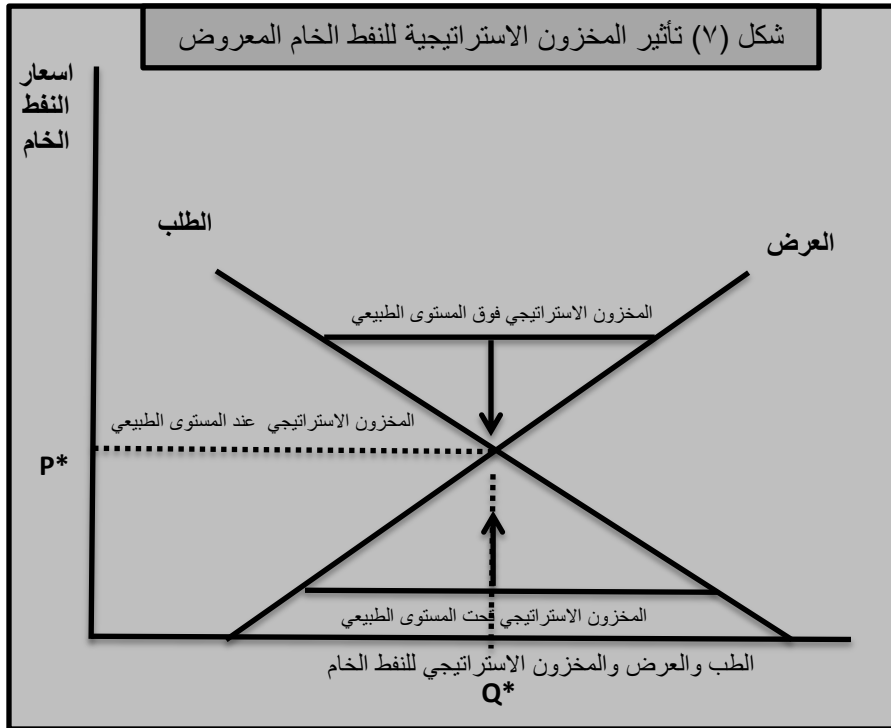 شكل (٧) تأثير المخزون الاستراتيجية للنفط الخام المعروض
اسعار
النفط
الخام
الطلب
العرض
المخزون الاستراتيجي فوق المستوى الطبيعي
المخزون الاستراتيجي عند المستوى الطبيعي
P*
المخزون الاستراتيجي تحت المستوى الطبيعي
الطب والعرض والمخزون الاستراتيجي للنفط الخام
Q*